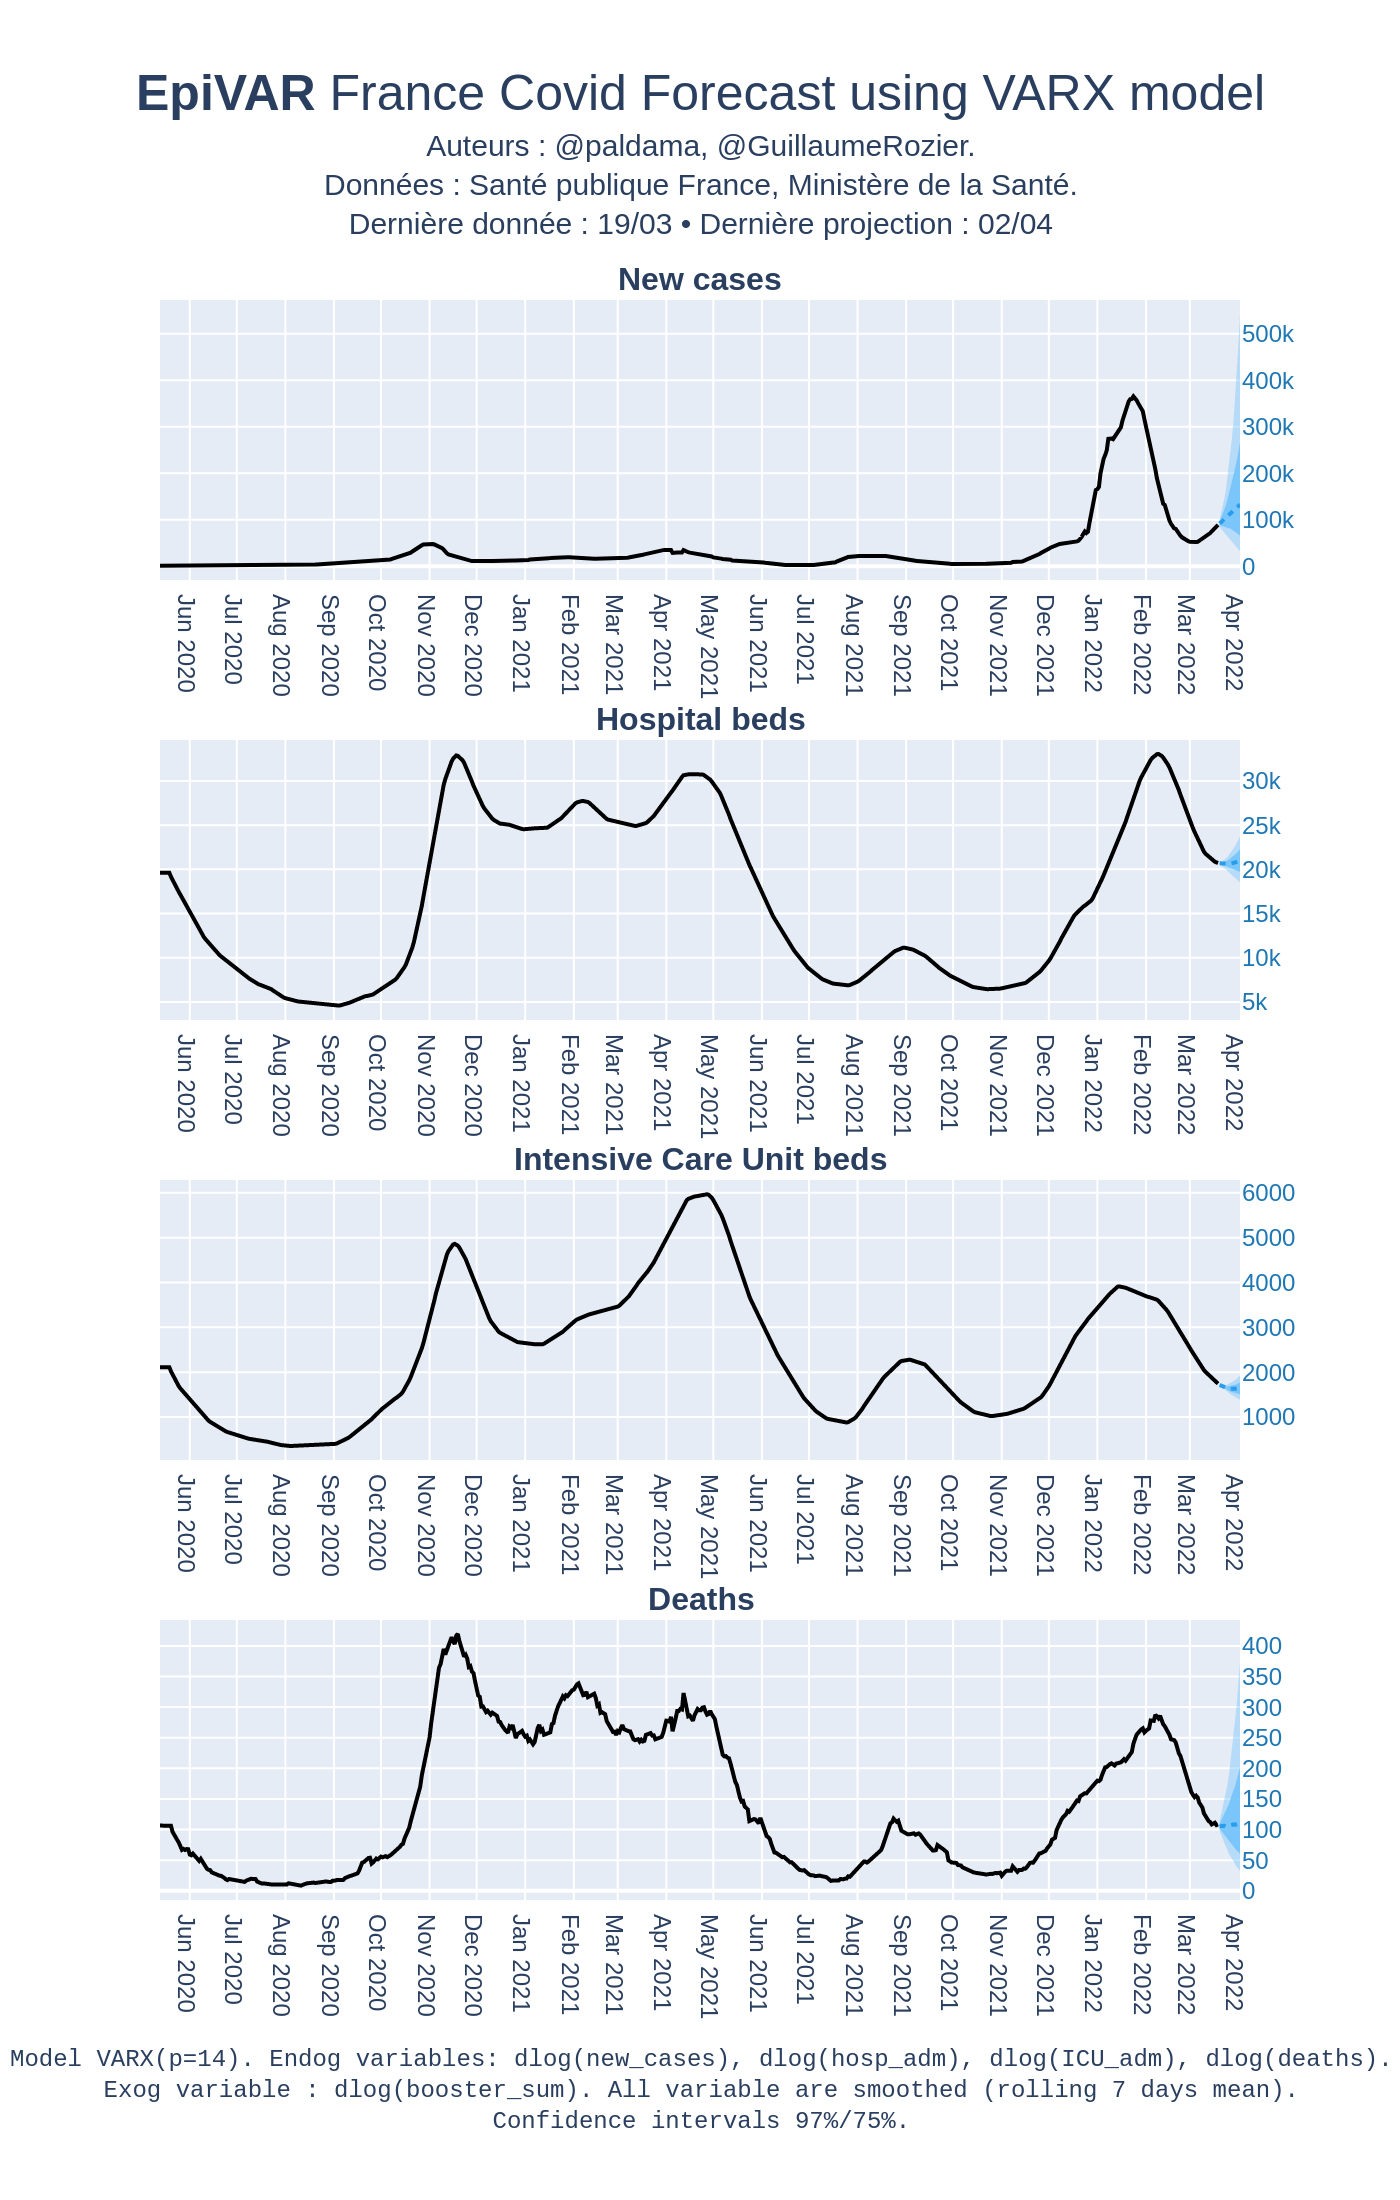 EpiVAR France Covid Forecast using VARX model
Auteurs : @paldama, @GuillaumeRozier.
Données : Santé publique France, Ministère de la Santé.
Dernière donnée : 19/03 • Dernière projection : 02/04
New cases
500k
400k
300k
200k
100k
0
Jun 2020
Jul 2020
Aug 2020
Sep 2020
Oct 2020
Nov 2020
Dec 2020
Jan 2021
Feb 2021
Mar 2021
Apr 2021
May 2021
Jun 2021
Jul 2021
Aug 2021
Sep 2021
Oct 2021
Nov 2021
Dec 2021
Jan 2022
Feb 2022
Mar 2022
Apr 2022
Hospital beds
30k
25k
20k
15k
10k
5k
Jun 2020
Jul 2020
Aug 2020
Sep 2020
Oct 2020
Nov 2020
Dec 2020
Jan 2021
Feb 2021
Mar 2021
Apr 2021
May 2021
Jun 2021
Jul 2021
Aug 2021
Sep 2021
Oct 2021
Nov 2021
Dec 2021
Jan 2022
Feb 2022
Mar 2022
Apr 2022
Intensive Care Unit beds
6000
5000
4000
3000
2000
1000
Jun 2020
Jul 2020
Aug 2020
Sep 2020
Oct 2020
Nov 2020
Dec 2020
Jan 2021
Feb 2021
Mar 2021
Apr 2021
May 2021
Jun 2021
Jul 2021
Aug 2021
Sep 2021
Oct 2021
Nov 2021
Dec 2021
Jan 2022
Feb 2022
Mar 2022
Apr 2022
Deaths
400
350
300
250
200
150
100
50
0
Jun 2020
Jul 2020
Aug 2020
Sep 2020
Oct 2020
Nov 2020
Dec 2020
Jan 2021
Feb 2021
Mar 2021
Apr 2021
May 2021
Jun 2021
Jul 2021
Aug 2021
Sep 2021
Oct 2021
Nov 2021
Dec 2021
Jan 2022
Feb 2022
Mar 2022
Apr 2022
Model VARX(p=14). Endog variables: dlog(new_cases), dlog(hosp_adm), dlog(ICU_adm), dlog(deaths).
Exog variable : dlog(booster_sum). All variable are smoothed (rolling 7 days mean).
Confidence intervals 97%/75%.